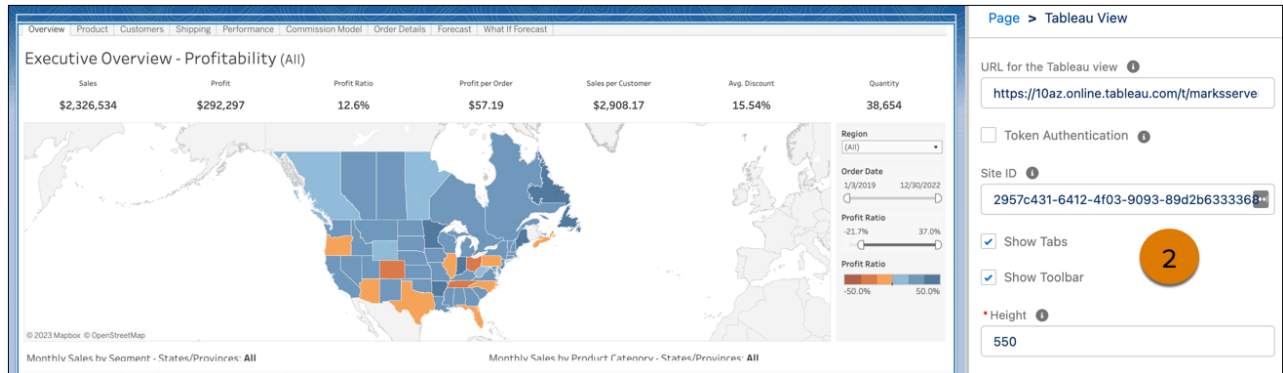 Overview Product Customers Shipping Performance Commission Model Order Details Forecast What If Forecast
Executive Overview - Profitability (All)
Sales Profit Profit Ratio Profit per Order Sales per Customer Avg. Discount Quantity
$2,326,534 $292,297 12.6% $57.19 $2,908.17 15.54% 38,654
Region
(All)
Order Date
1/3/2019 12/30/2022
Profit Ratio
-21.7% 37.0%
Profit Ratio
-50.0% 50.0%
© 2023 Mapbox © OpenStreetMap
Monthly Sales by Segment - States/Provinces: All Monthly Sales by Product Category - States/Provinces: All
Page > Tableau View
URL for the Tableau view
https://10az.online.tableau.com/t/marksserve
Token Authentication
Site ID
2957c431-6412-4f03-9093-89d2b6333368
Show Tabs
Show Toolbar
2
*Height
550